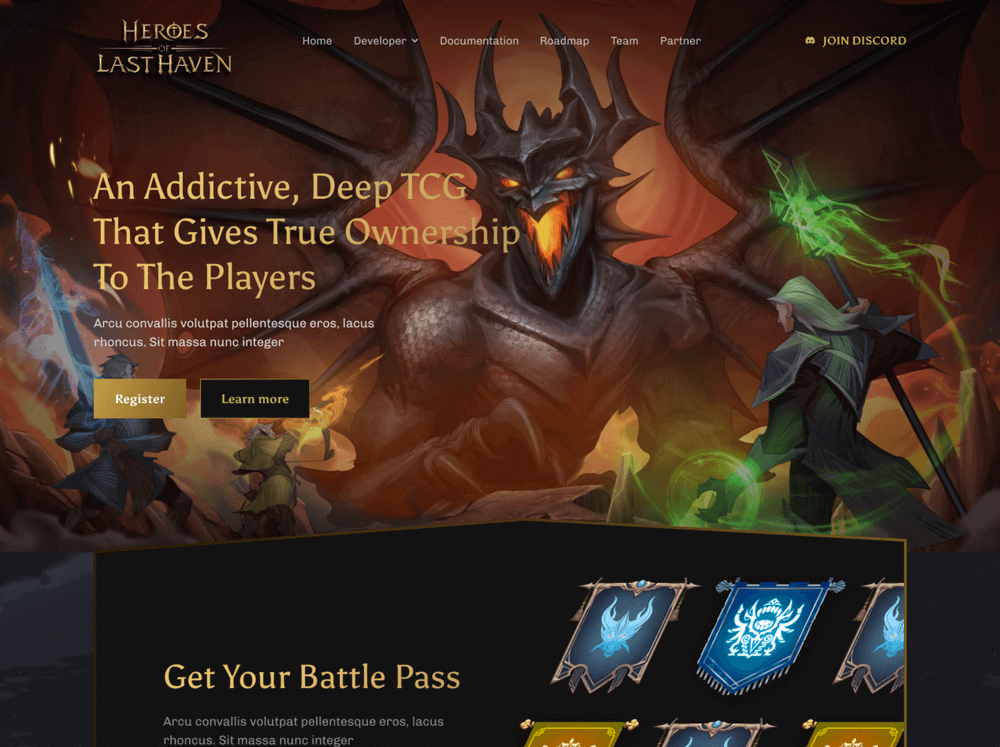 HEROES
OF
LAST HAVEN
Home Developer Documentation Roadmap Team Partner JOIN DISCORD
An Addictive, Deep TCG
That Gives True Ownership
To The Players
Arcu convallis volutpat pellentesque eros, lacus
rhoncus. Sit massa nunc integer
Register Learn more
Get Your Battle Pass
Arcu convallis volutpat pellentesque eros, lacus
rhoncus. Sit massa nunc integer